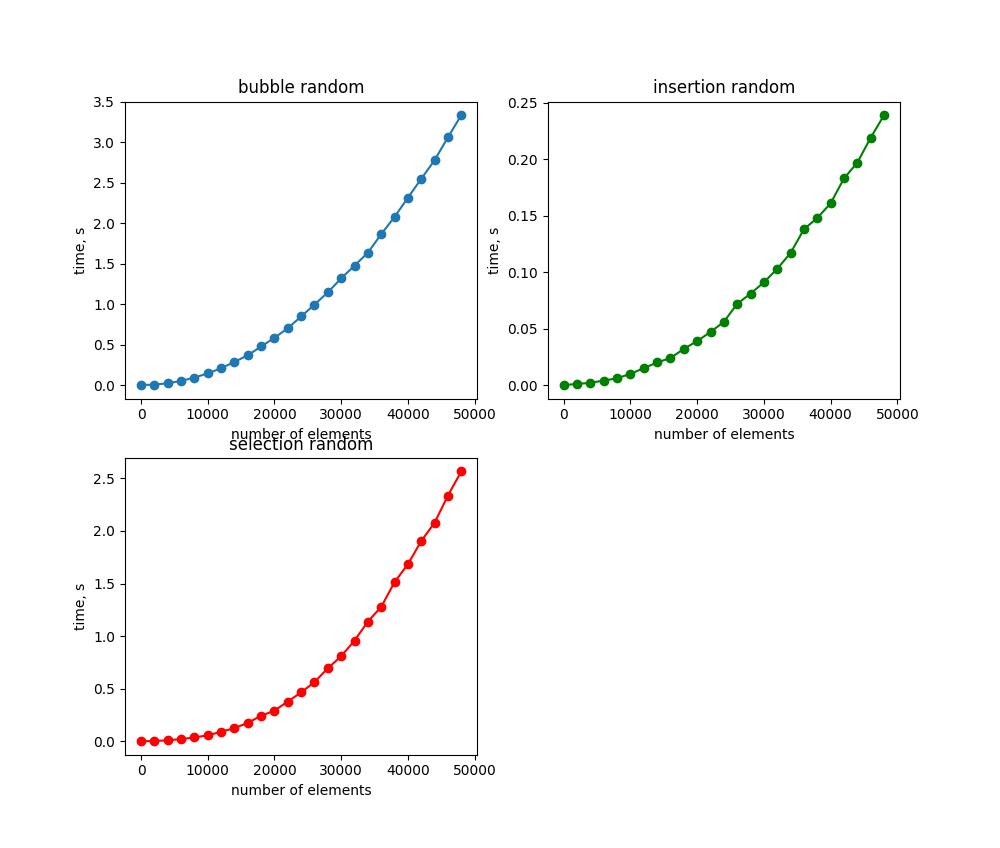 bubble random
3.5
3.0
2.5
2.0
1.5
1.0
0.5
0.0
time, s
0 10000 20000 30000 40000 50000
number of elements
insertion random
0.25
0.20
0.15
0.10
0.05
0.00
time, s
0 10000 20000 30000 40000 50000
number of elements
selection random
2.5
2.0
1.5
1.0
0.5
0.0
time, s
0 10000 20000 30000 40000 50000
number of elements